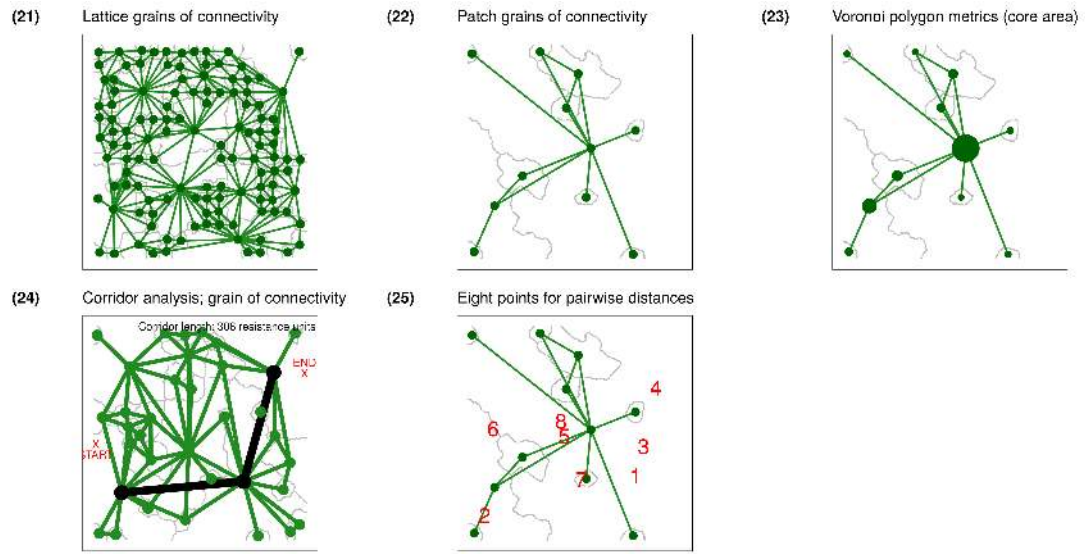 (21) Lattice grains of connectivity
(22) Patch grains of connectivity
(23) Voronoi polygon metrics (core area)
(24) Corridor analysis; grain of connectivity
Corridor length: 306 resistance units
END
X
X
START
(25) Eight points for pairwise distances
4
8
6
5
3
7
1
2